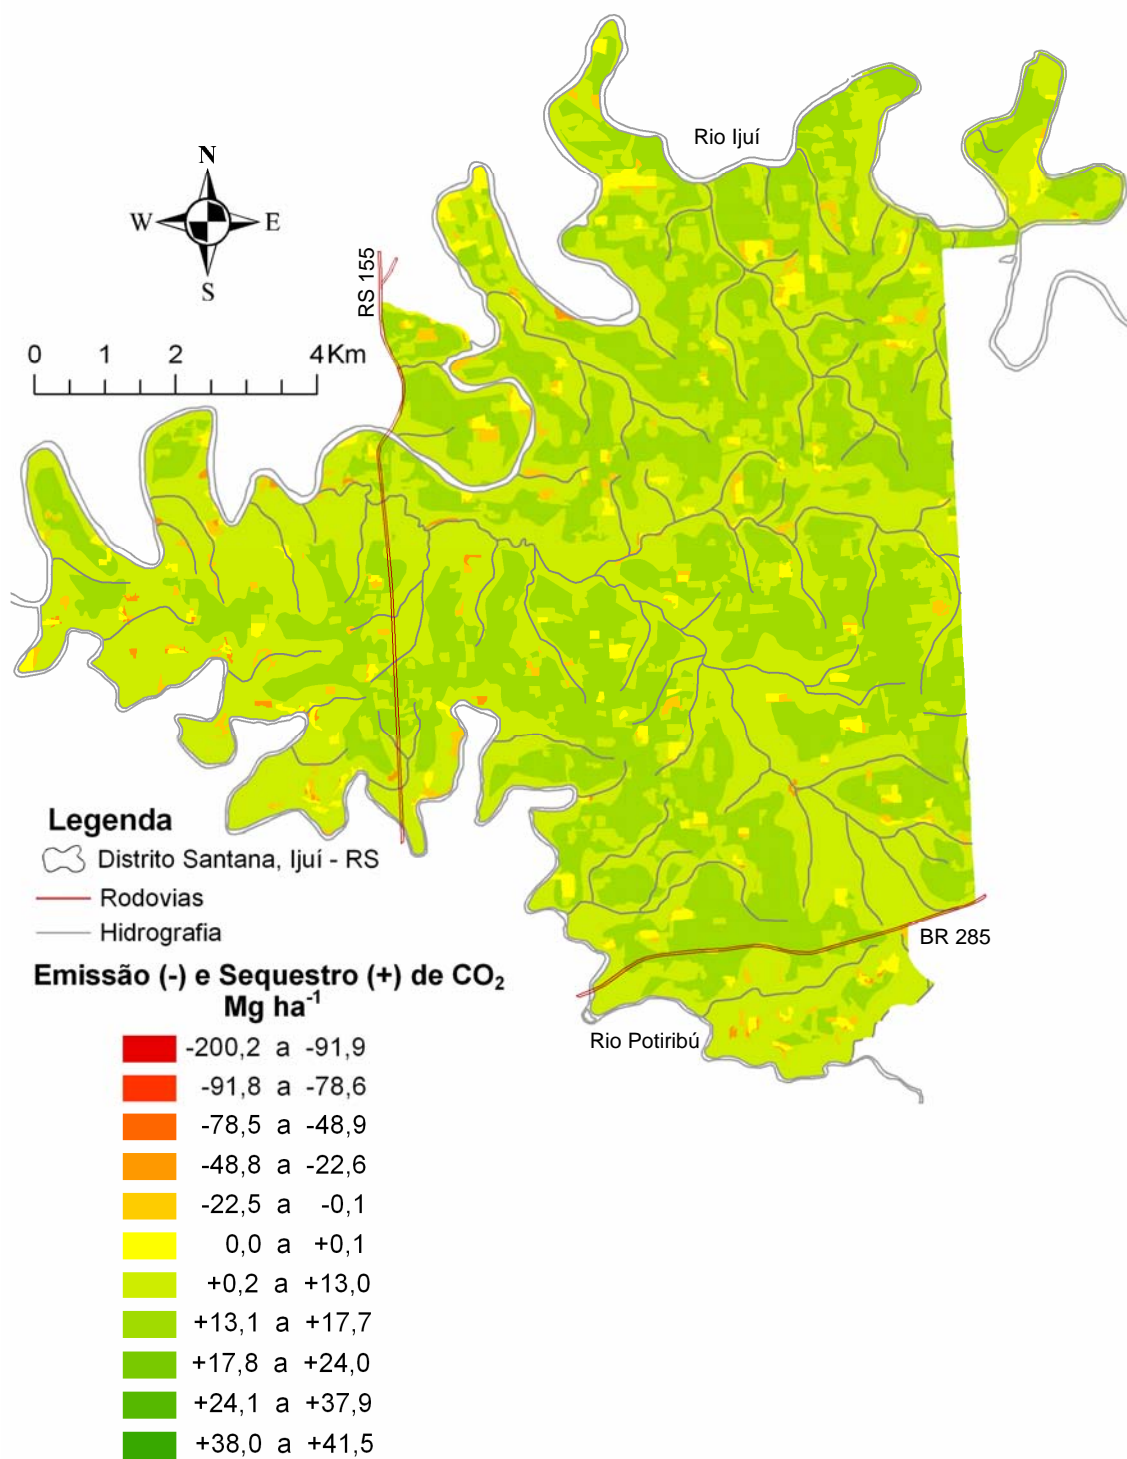 Rio Ijuí
N
W E
S
RS 155
0 1 2 4 Km
Legenda
Distrito Santana, Ijuí - RS
Rodovias
Hidrografia
BR 285
Emissão (-) e Sequestro (+) de CO₂
Mg ha⁻¹
Rio Potiribú
-200,2 a -91,9
-91,8 a -78,6
-78,5 a -48,9
-48,8 a -22,6
-22,5 a -0,1
0,0 a +0,1
+0,2 a +13,0
+13,1 a +17,7
+17,8 a +24,0
+24,1 a +37,9
+38,0 a +41,5